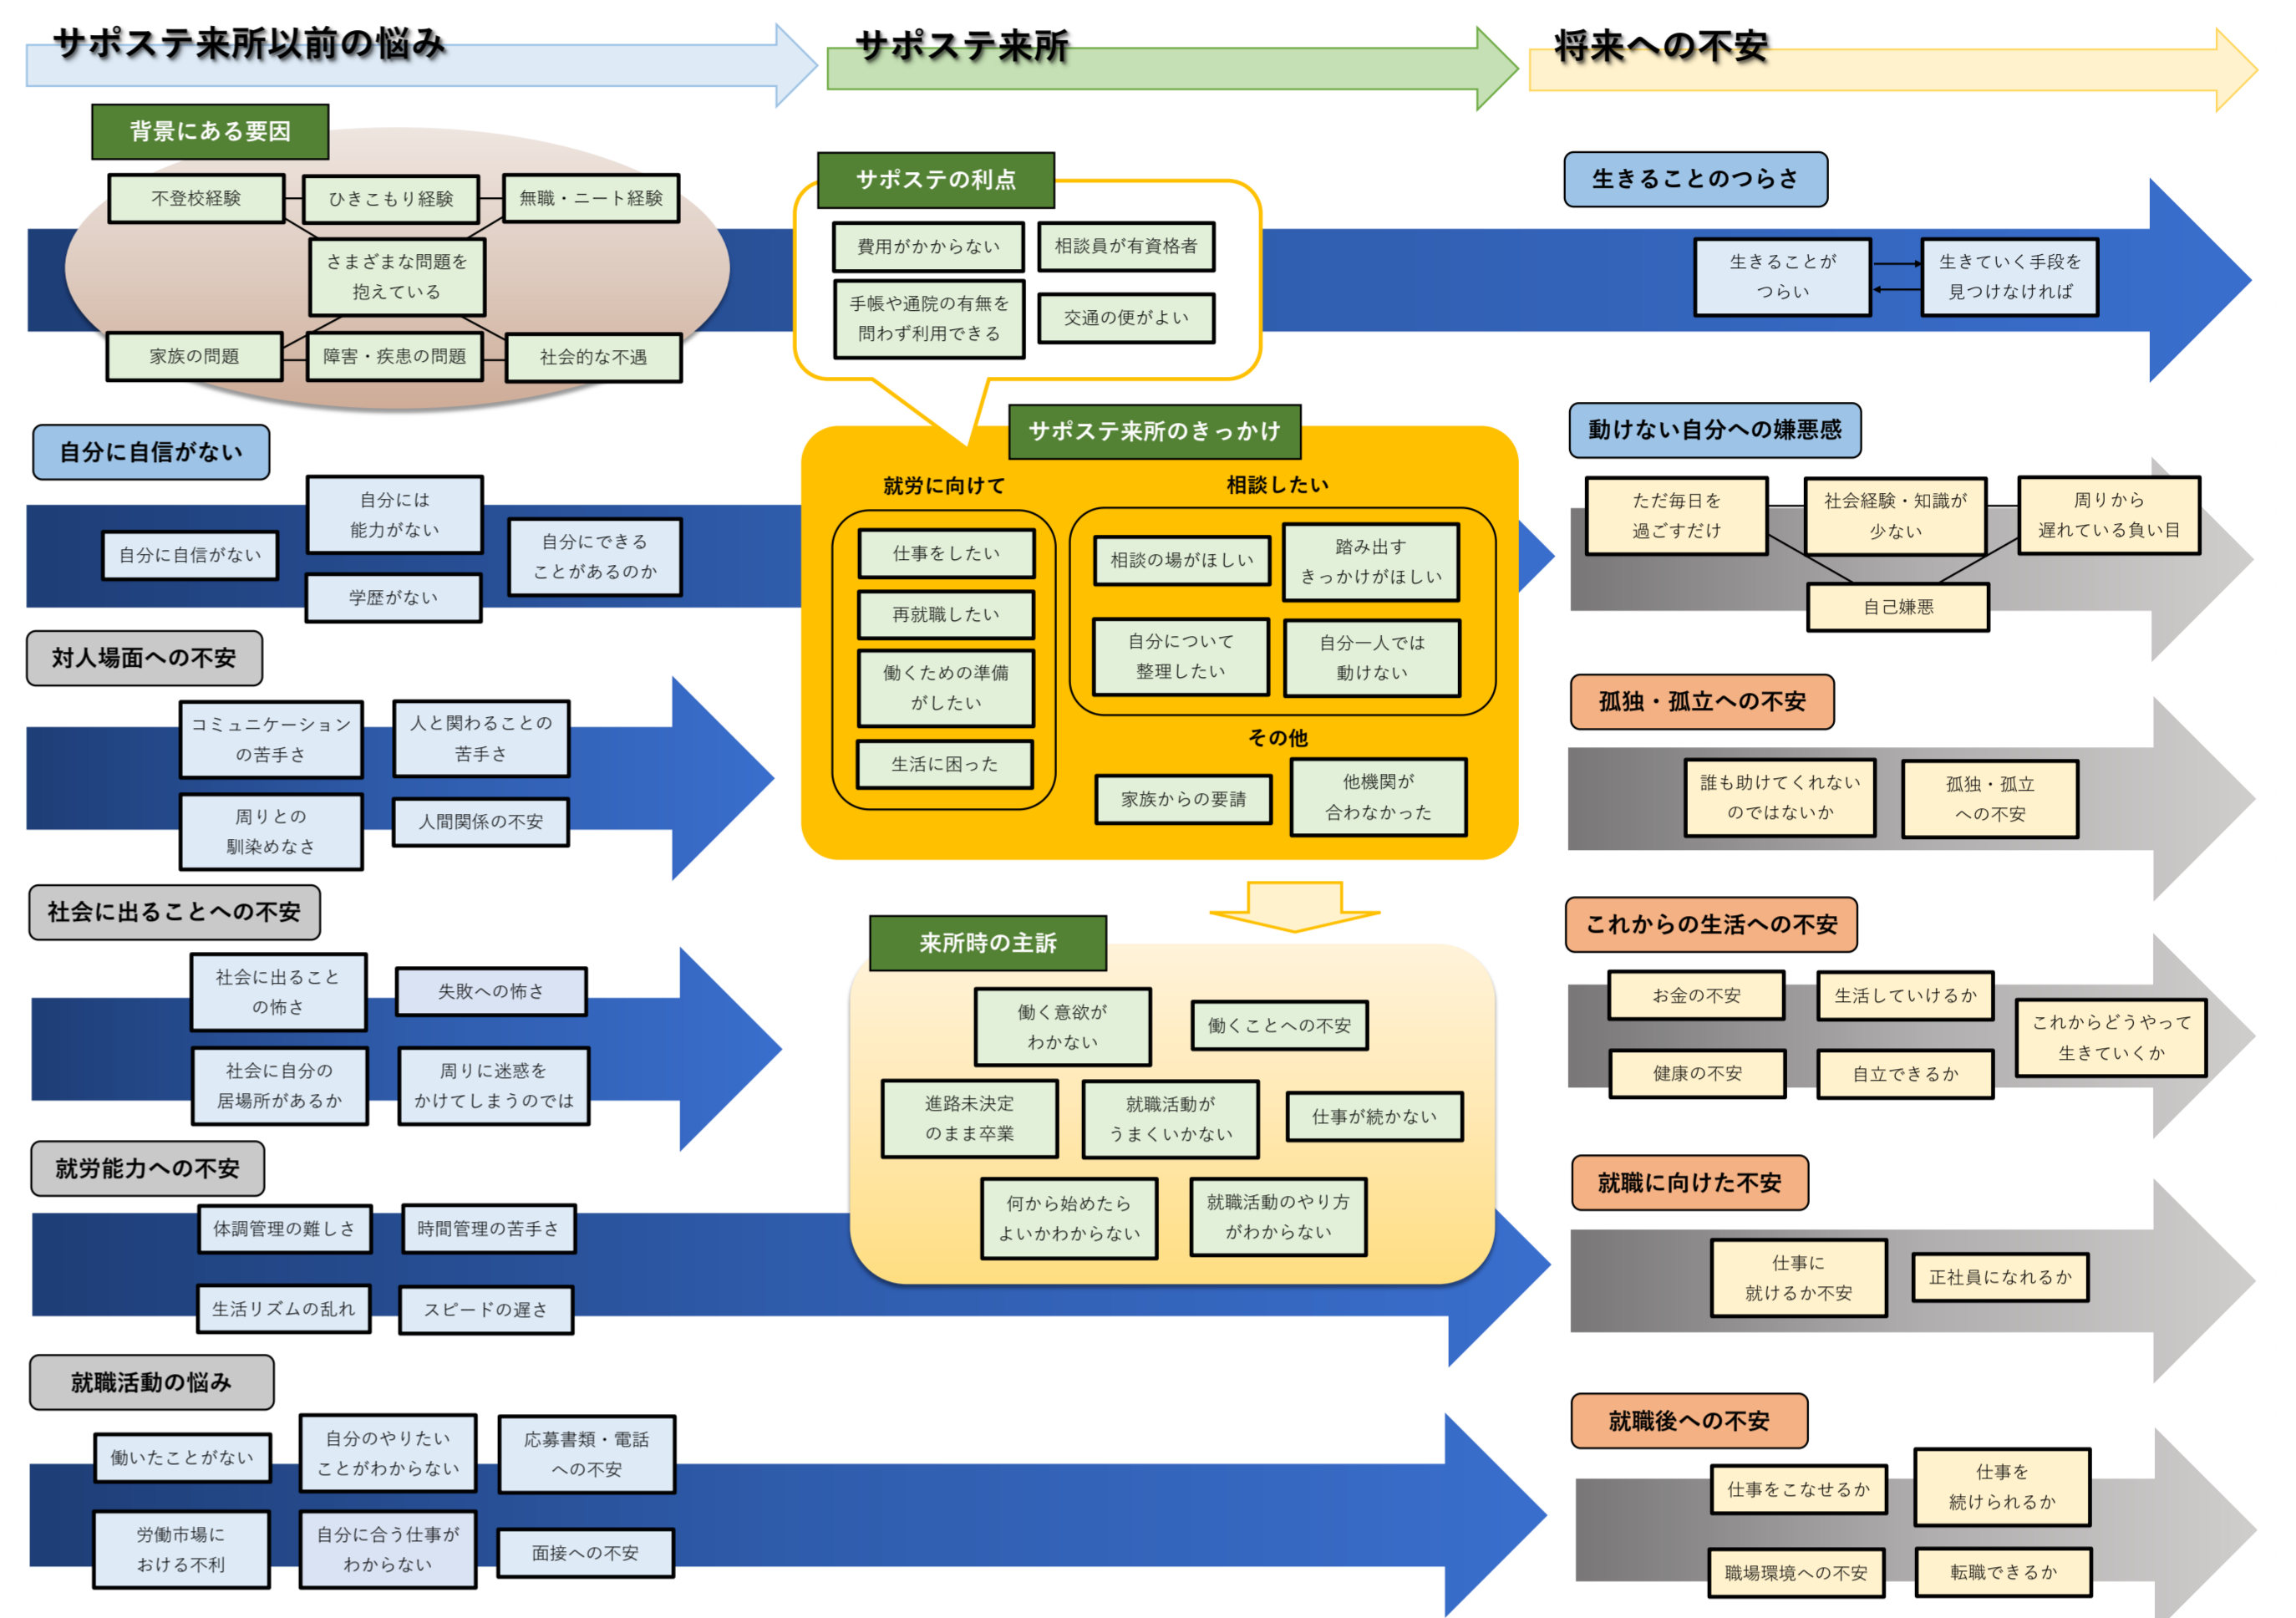 サポステ来所以前の悩み
サポステ来所
将来への不安
背景にある要因
不登校経験
ひきこもり経験
無職・ニート経験
さまざまな問題を
抱えている
家族の問題
障害・疾患の問題
社会的な不遇
自分に自信がない
自分に自信がない
自分には
能力がない
学歴がない
自分にできる
ことがあるのか
対人場面への不安
コミュニケーション
の苦手さ
人と関わることの
苦手さ
周りとの
馴染めなさ
人間関係の不安
社会に出ることへの不安
社会に出ること
の怖さ
失敗への怖さ
社会に自分の
居場所があるか
周りに迷惑を
かけてしまうのでは
就労能力への不安
体調管理の難しさ
時間管理の苦手さ
生活リズムの乱れ
スピードの遅さ
就職活動の悩み
働いたことがない
自分のやりたい
ことがわからない
応募書類・電話
への不安
労働市場に
おける不利
自分に合う仕事が
わからない
面接への不安
サポステの利点
費用がかからない
相談員が有資格者
手帳や通院の有無を
問わず利用できる
交通の便がよい
サポステ来所のきっかけ
就労に向けて
仕事をしたい
再就職したい
働くための準備
がしたい
生活に困った
相談したい
相談の場がほしい
踏み出す
きっかけがほしい
自分について
整理したい
自分一人では
動けない
その他
家族からの要請
他機関が
合わなかった
来所時の主訴
働く意欲が
わかない
働くことへの不安
進路未決定
のまま卒業
就職活動が
うまくいかない
仕事が続かない
何から始めたら
よいかわからない
就職活動のやり方
がわからない
生きることのつらさ
生きることが
つらい
生きていく手段を
見つけなければ
動けない自分への嫌悪感
ただ毎日を
過ごすだけ
社会経験・知識が
少ない
周りから
遅れている負い目
自己嫌悪
孤独・孤立への不安
誰も助けてくれない
のではないか
孤独・孤立
への不安
これからの生活への不安
お金の不安
生活していけるか
これからどうやって
生きていくか
健康の不安
自立できるか
就職に向けた不安
仕事に
就けるか不安
正社員になれるか
就職後への不安
仕事をこなせるか
仕事を
続けられるか
職場環境への不安
転職できるか